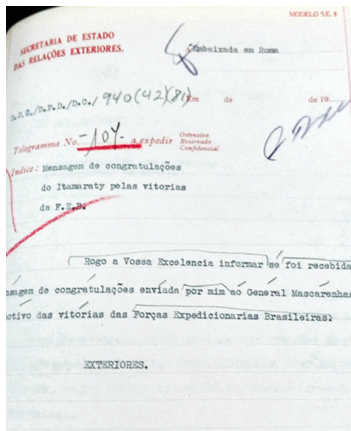 MODELO S.E. 8
SECRETARIA DE ESTADO
DAS RELAÇÕES EXTERIORES.
Embaixada em Roma
940(42)(81)
Em de de 19
Telegramma No. -107- a expedir
Ostensivo
Reservado
Confidencial
Indice: Mensagem de congratulações
do Itamaraty pelas vitorias
da F.E.B.
Rogo a Vossa Excelencia informar se foi recebida
mensagem de congratulações enviada por mim ao General Mascarenhas
motivo das vitórias das Forças Expedicionarias Brasileiras.
EXTERIORES.